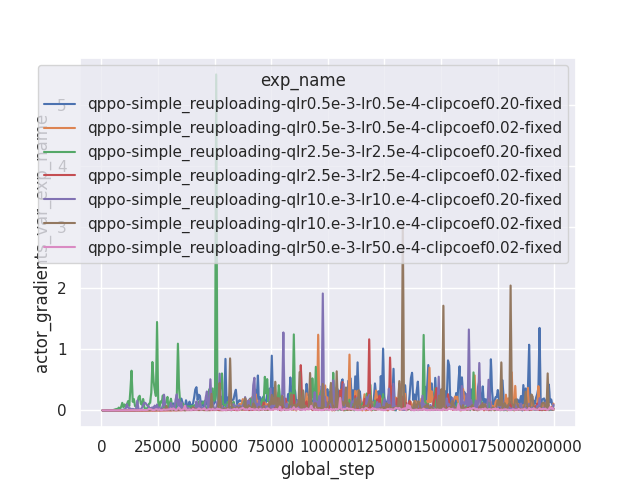 exp_name
qppo-simple_reuploading-qlr0.5e-3-lr0.5e-4-clipcoef0.20-fixed
qppo-simple_reuploading-qlr0.5e-3-lr0.5e-4-clipcoef0.02-fixed
qppo-simple_reuploading-qlr2.5e-3-lr2.5e-4-clipcoef0.20-fixed
qppo-simple_reuploading-qlr2.5e-3-lr2.5e-4-clipcoef0.02-fixed
qppo-simple_reuploading-qlr10.e-3-lr10.e-4-clipcoef0.20-fixed
qppo-simple_reuploading-qlr10.e-3-lr10.e-4-clipcoef0.02-fixed
qppo-simple_reuploading-qlr50.e-3-lr50.e-4-clipcoef0.02-fixed
actor_gradients_var_exp_name
5
4
3
2
1
0
0 25000 50000 75000 100000 125000 150000 175000 200000
global_step